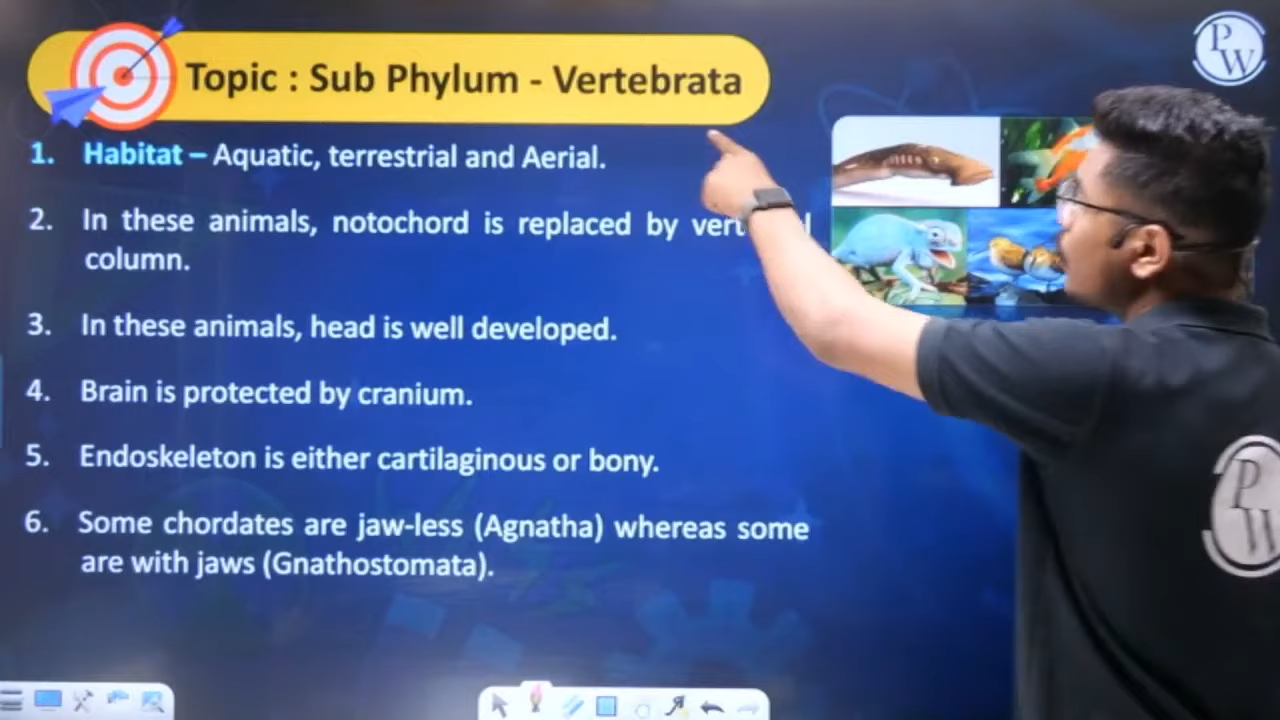 Topic : Sub Phylum - Vertebrata
PW
1. Habitat – Aquatic, terrestrial and Aerial.
2. In these animals, notochord is replaced by
column.
3. In these animals, head is well developed.
4. Brain is protected by cranium.
5. Endoskeleton is either cartilaginous or bony.
6. Some chordates are jaw-less (Agnatha) whereas some
are with jaws (Gnathostomata).
PW